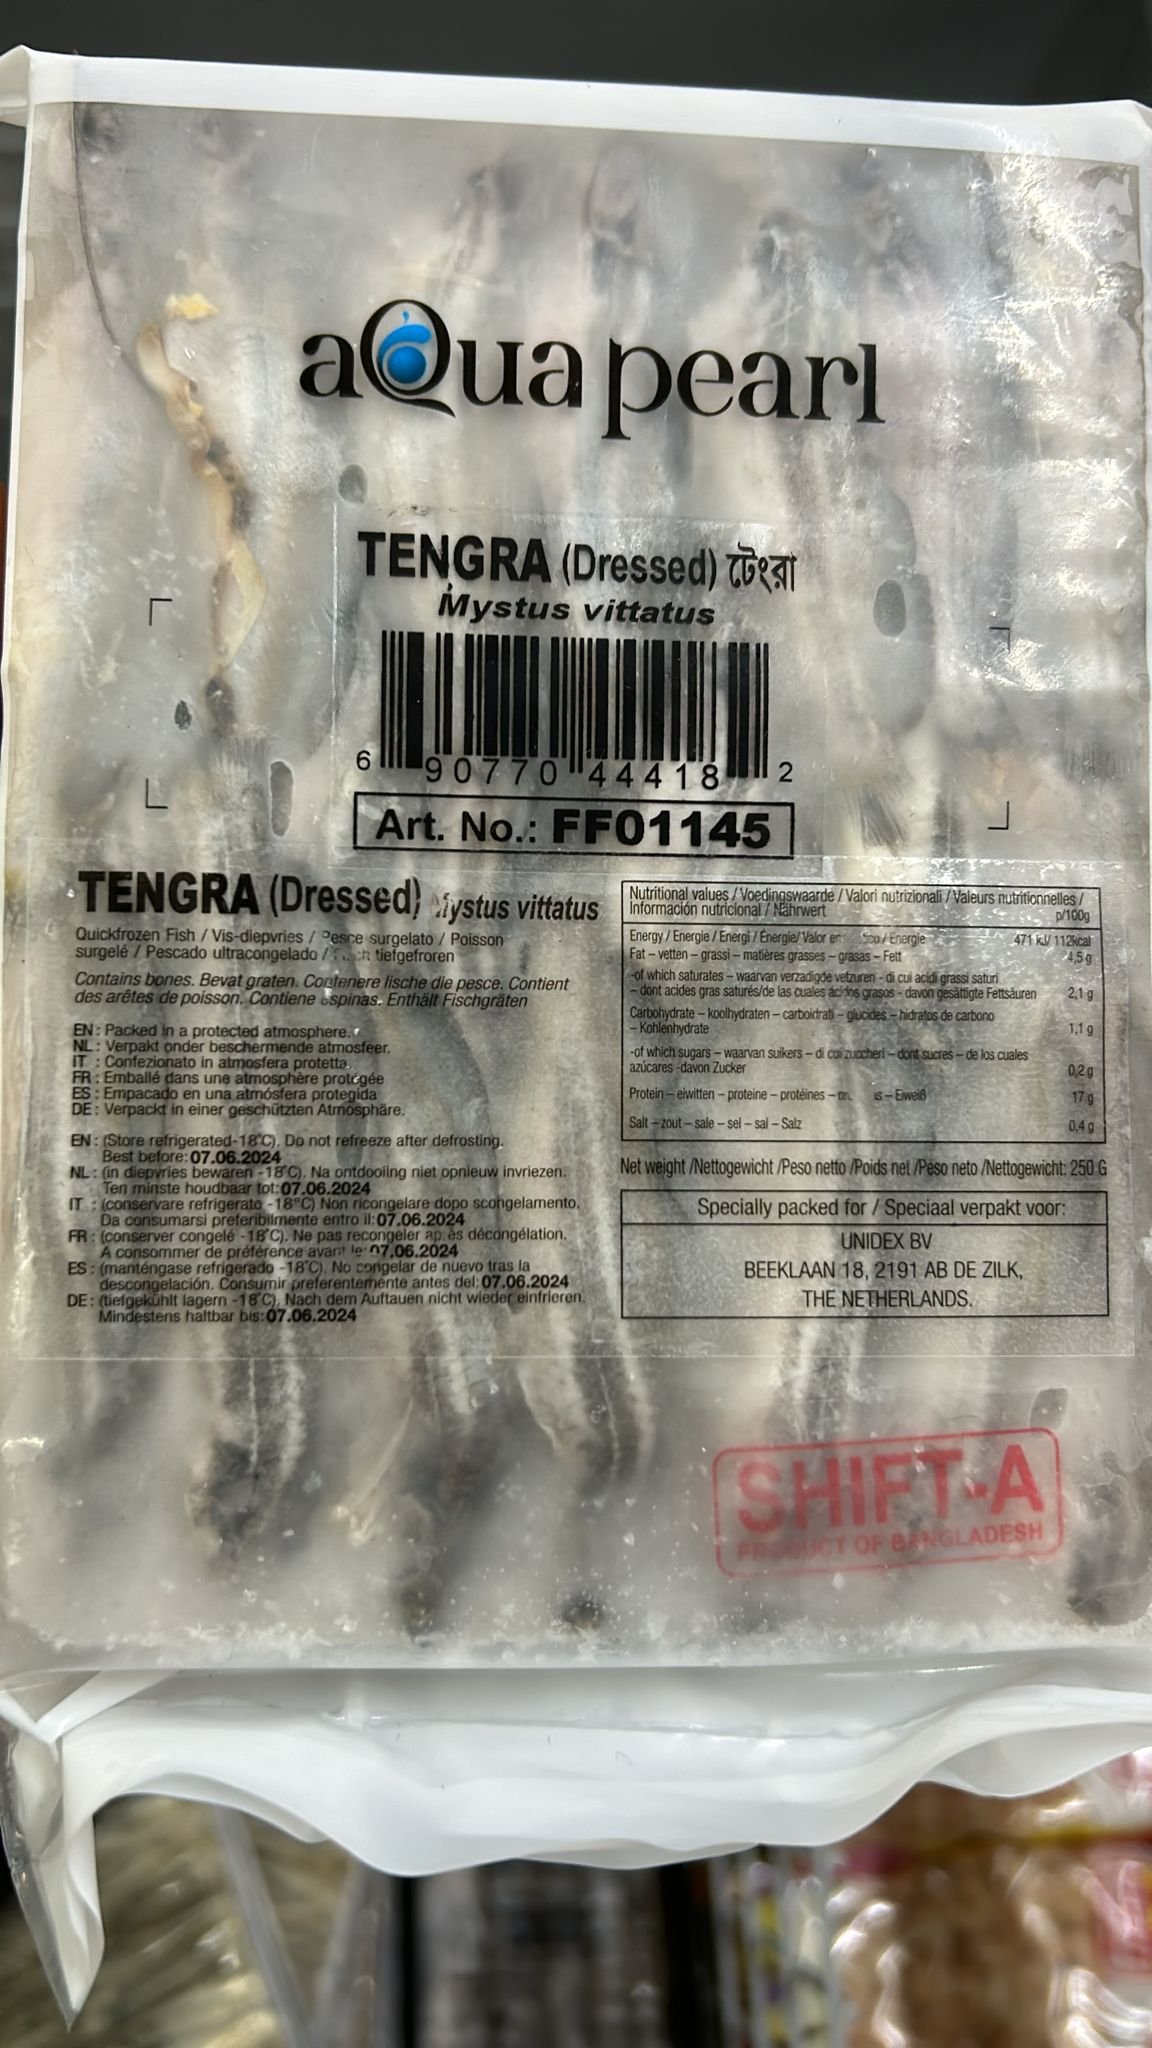 aQua pearl
TENGRA (Dressed) টেংরা
Mystus vittatus
6 90770 44418 2
Art. No.: FF01145
TENGRA (Dressed) vittatus
Quickfrozen Fish / Vis-diepvries / Pesce surgelato / Poisson
surgelé / Pescado ultracongelado / tiefgefroren
Contains bones. Bevat graten. Contenere lische die pesce. Contient
des arêtes de poisson. Contiene espinas. Enthält Fischgräten
EN : Packed in a protected atmosphere.
NL : Verpakt onder beschermende atmosfeer.
IT : Confezionato in atmosfera protetta.
FR : Emballé dans une atmosphère protégée
ES : Empacado en una atmósfera protegida
DE : Verpackt in einer geschützten Atmosphäre.
EN : (Store refrigerated-18°C). Do not refreeze after defrosting.
Best before: 07.06.2024
NL : (in diepvries bewaren -18°C). Na ontdooiing niet opnieuw invriezen.
Ten minste houdbaar tot: 07.06.2024
IT : (conservare refrigerato -18°C) Non ricongelare dopo scongelamento.
Da consumarsi preferibilmente entro il: 07.06.2024
FR : (conserver congelé -18°C). Ne pas recongeler après décongélation.
A consommer de préférence avant le: 07.06.2024
ES : (manténgase refrigerado -18°C). No congelar de nuevo tras la
descongelación. Consumir preferentemente antes del: 07.06.2024
DE : (tiefgekühlt lagern -18°C). Nach dem Auftauen nicht wieder einfrieren.
Mindestens haltbar bis: 07.06.2024
Nutritional values / Voedingswaarde / Valori nutrizionali / Valeurs nutritionnelles /
Información nutricional / Nährwert p/100g
Energy / Energie / Energi / Énergie/ Valor / Energie 471 kJ/ 112kcal
Fat – vetten – grassi – matières grasses – grasas – Fett 4,5 g
-of which saturates – waarvan verzadigde vetzuren - di cui acidi grassi saturi
– dont acides gras saturés/de las cuales ácidos grasos - davon gesättigte Fettsäuren 2,1 g
Carbohydrate – koolhydraten – carboidrati – glucides – hidratos de carbono
– Kohlenhydrate 1,1 g
-of which sugars – waarvan suikers – di cui zuccheri – dont sucres – de los cuales
azúcares -davon Zucker 0,2 g
Protein – eiwitten – proteine – protéines – Eiweiß 17 g
Salt – zout – sale – sel – sal – Salz 0,4 g
Net weight /Nettogewicht /Peso netto /Poids net /Peso neto /Nettogewicht: 250 G
Specially packed for / Speciaal verpakt voor:
UNIDEX BV
BEEKLAAN 18, 2191 AB DE ZILK,
THE NETHERLANDS.
SHIFT-A
PRODUCT OF BANGLADESH